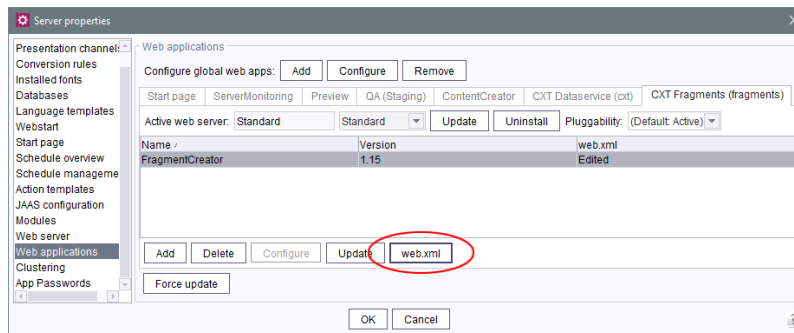 Server properties
Presentation channel:
Conversion rules
Installed fonts
Databases
Language templates
Webstart
Start page
Schedule overview
Schedule manageme
Action templates
JAAS configuration
Modules
Web server
Web applications
Clustering
App Passwords
Web applications
Configure global web apps: Add Configure Remove
Start page ServerMonitoring Preview QA (Staging) ContentCreator CXT Dataservice (cxt) CXT Fragments (fragments)
Active web server: Standard Standard Update Uninstall Pluggability: (Default: Active)
Name Version web.xml
FragmentCreator 1.15 Edited
Add Delete Configure Update web.xml
Force update
OK Cancel